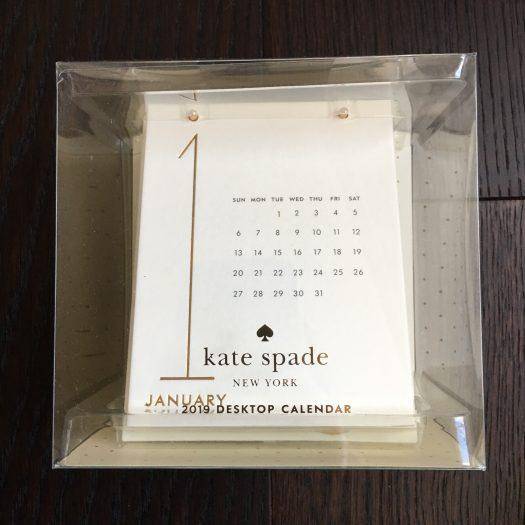 1
SUN MON TUE WED THU FRI SAT
1 2 3 4 5
6 7 8 9 10 11 12
13 14 15 16 17 18 19
20 21 22 23 24 25 26
27 28 29 30 31
kate spade
NEW YORK
JANUARY
2019 DESKTOP CALENDAR